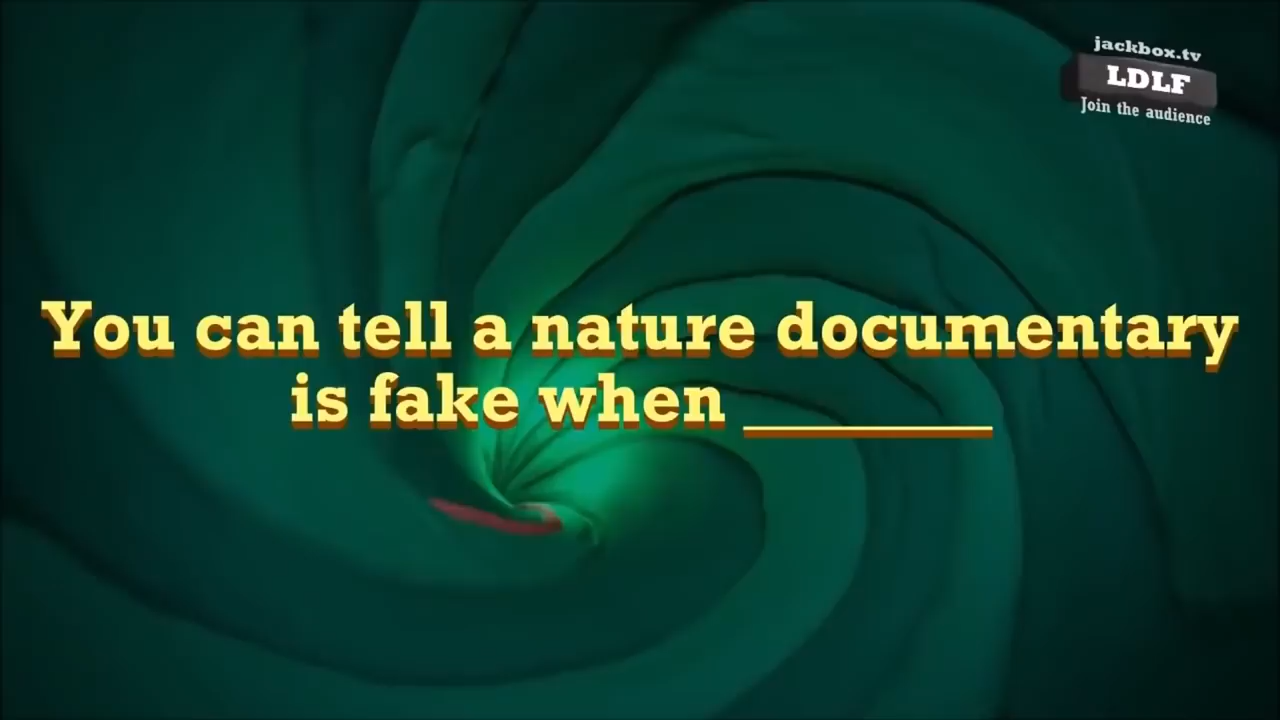 jackbox.tv
LDLF
Join the audience
You can tell a nature documentary
is fake when ________